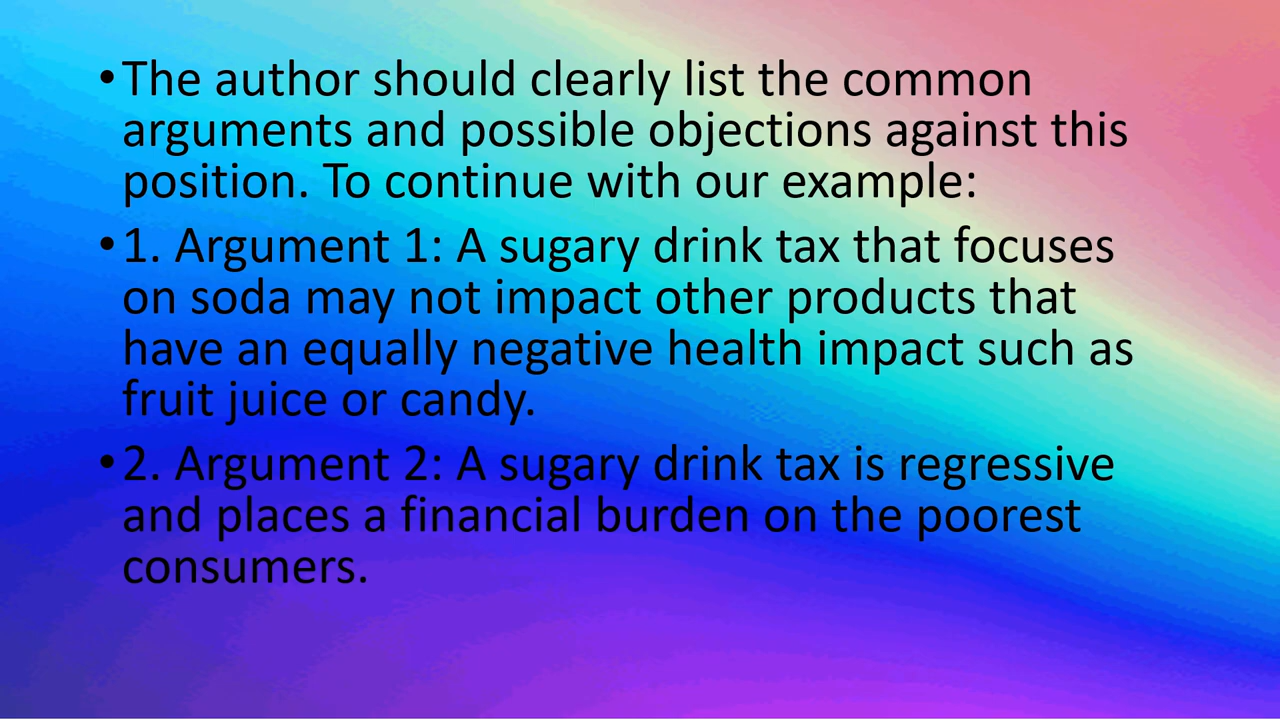 •The author should clearly list the common
arguments and possible objections against this
position. To continue with our example:
•1. Argument 1: A sugary drink tax that focuses
on soda may not impact other products that
have an equally negative health impact such as
fruit juice or candy.
•2. Argument 2: A sugary drink tax is regressive
and places a financial burden on the poorest
consumers.